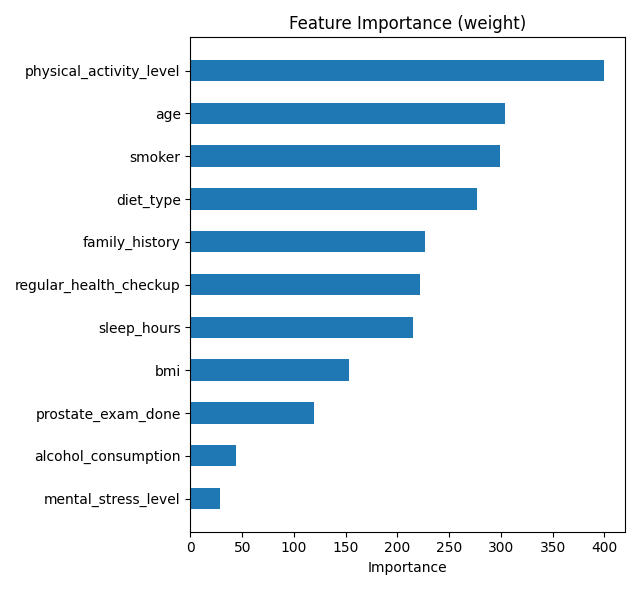 Feature Importance (weight)
physical_activity_level
age
smoker
diet_type
family_history
regular_health_checkup
sleep_hours
bmi
prostate_exam_done
alcohol_consumption
mental_stress_level
0 50 100 150 200 250 300 350 400
Importance